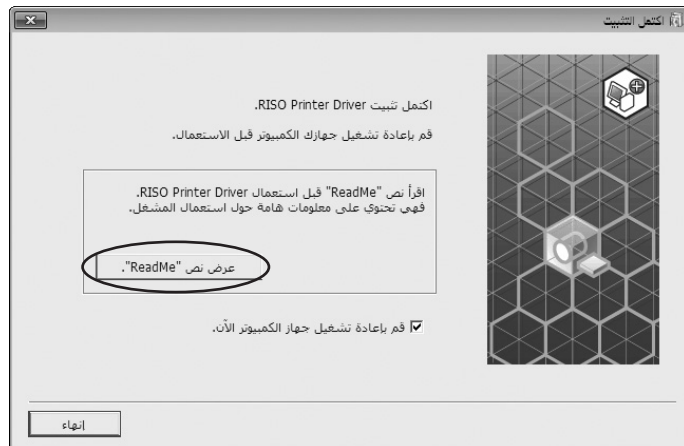 اكتمل التثبيت
اكتمل تثبيت RISO Printer Driver.
قم بإعادة تشغيل جهازك الكمبيوتر قبل الاستعمال.
اقرأ نص "ReadMe" قبل استعمال RISO Printer Driver.
فهي تحتوي على معلومات هامة حول استعمال المشغل.
عرض نص "ReadMe".
قم بإعادة تشغيل جهاز الكمبيوتر الآن.
إنهاء